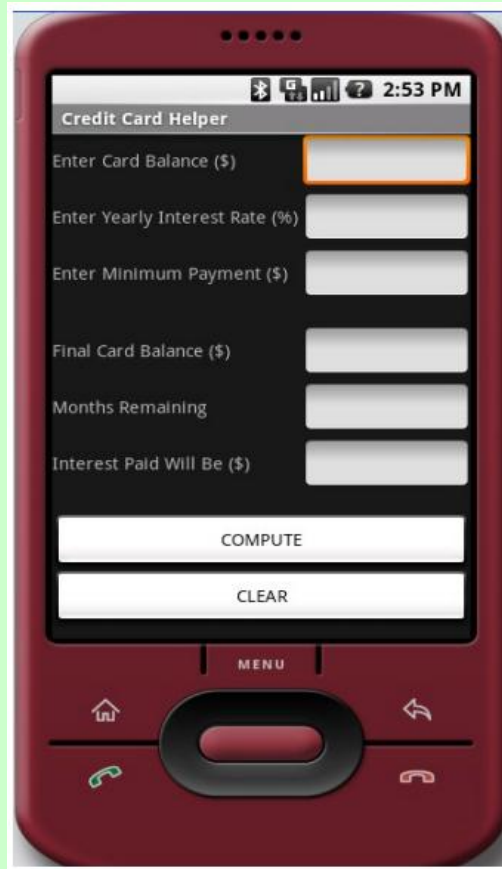 2:53 PM
Credit Card Helper
Enter Card Balance ($)
Enter Yearly Interest Rate (%)
Enter Minimum Payment ($)
Final Card Balance ($)
Months Remaining
Interest Paid Will Be ($)
COMPUTE
CLEAR
MENU